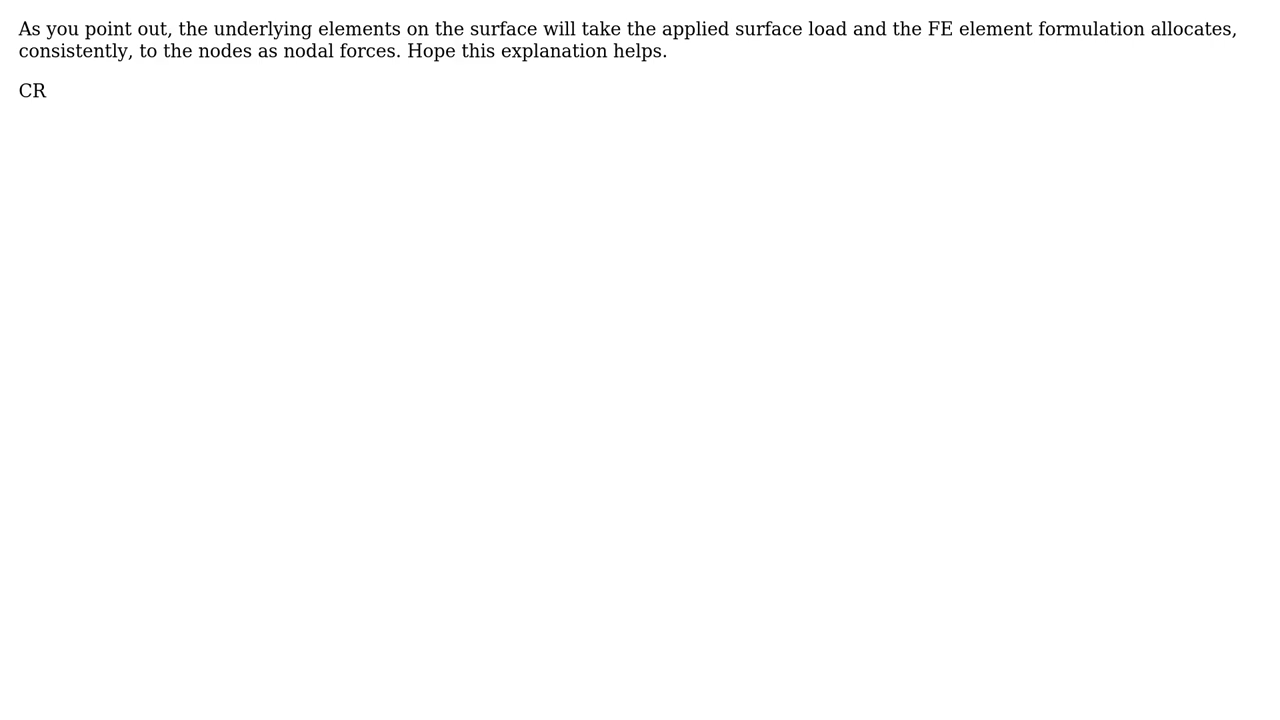 As you point out, the underlying elements on the surface will take the applied surface load and the FE element formulation allocates,
consistently, to the nodes as nodal forces. Hope this explanation helps.
CR